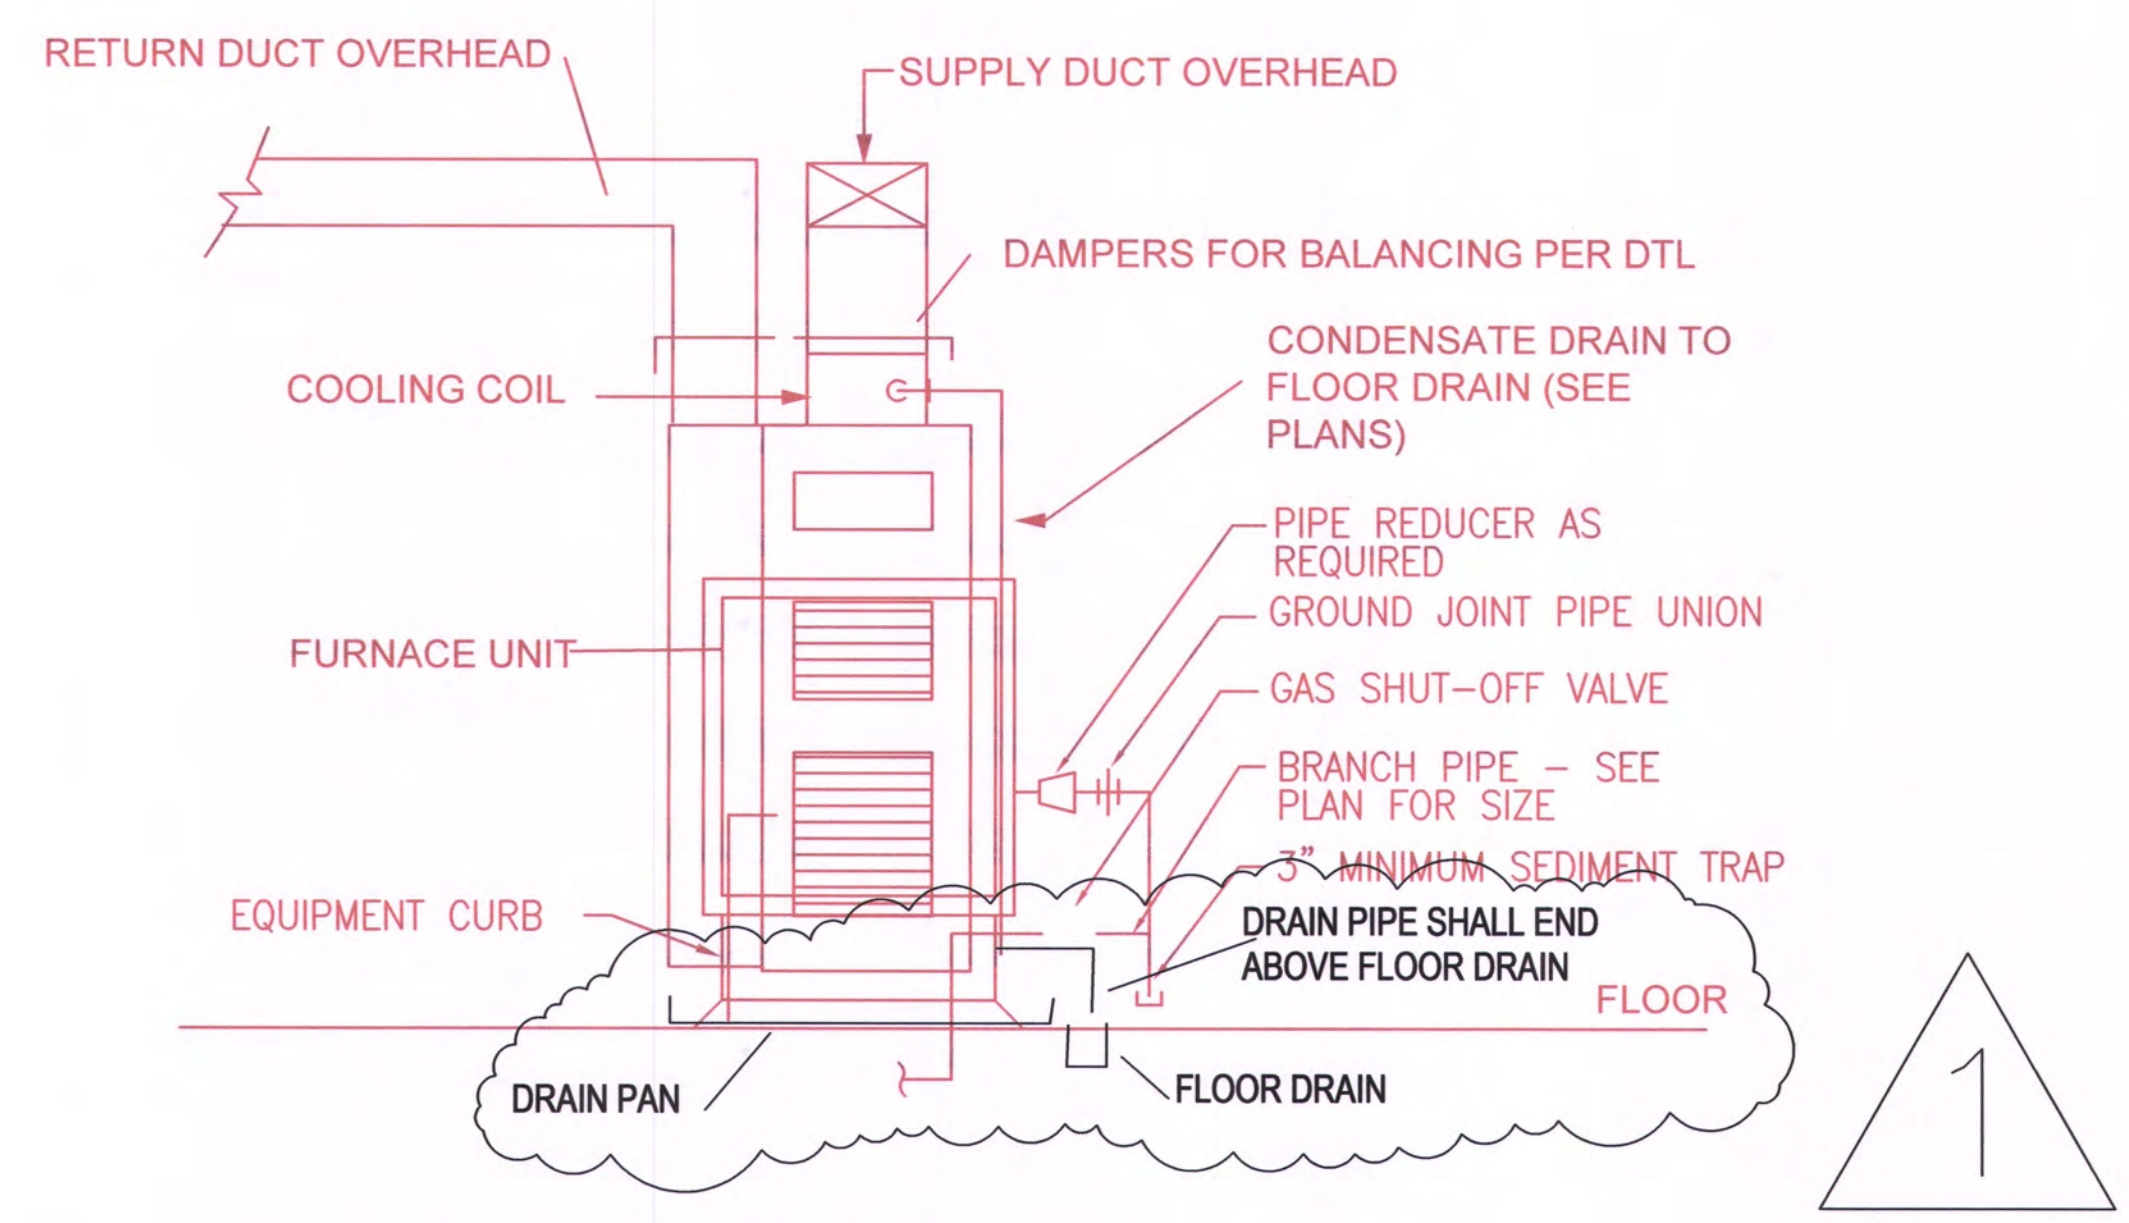 RETURN DUCT OVERHEAD
SUPPLY DUCT OVERHEAD
DAMPERS FOR BALANCING PER DTL
CONDENSATE DRAIN TO
FLOOR DRAIN (SEE
PLANS)
COOLING COIL
PIPE REDUCER AS
REQUIRED
GROUND JOINT PIPE UNION
FURNACE UNIT
GAS SHUT-OFF VALVE
BRANCH PIPE - SEE
PLAN FOR SIZE
3" MINIMUM SEDIMENT TRAP
EQUIPMENT CURB
DRAIN PIPE SHALL END
ABOVE FLOOR DRAIN
FLOOR
DRAIN PAN
FLOOR DRAIN
1